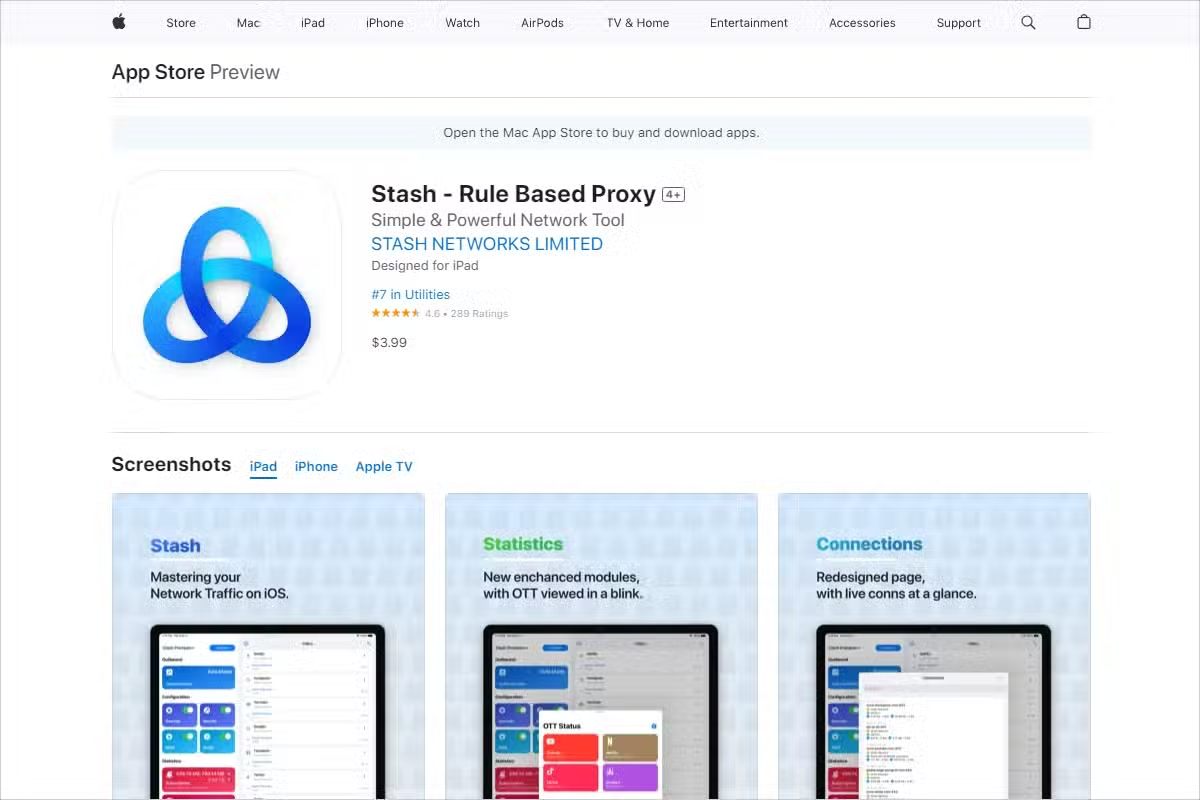 Store Mac iPad iPhone Watch AirPods TV & Home Entertainment Accessories Support
App Store Preview
Open the Mac App Store to buy and download apps.
Stash - Rule Based Proxy 4+
Simple & Powerful Network Tool
STASH NETWORKS LIMITED
Designed for iPad
#7 in Utilities
4.6 • 289 Ratings
$3.99
Screenshots iPad iPhone Apple TV
Stash
Mastering your
Network Traffic on iOS.
Statistics
New enchanced modules,
with OTT viewed in a blink.
OTT Status
Connections
Redesigned page,
with live conns at a glance.